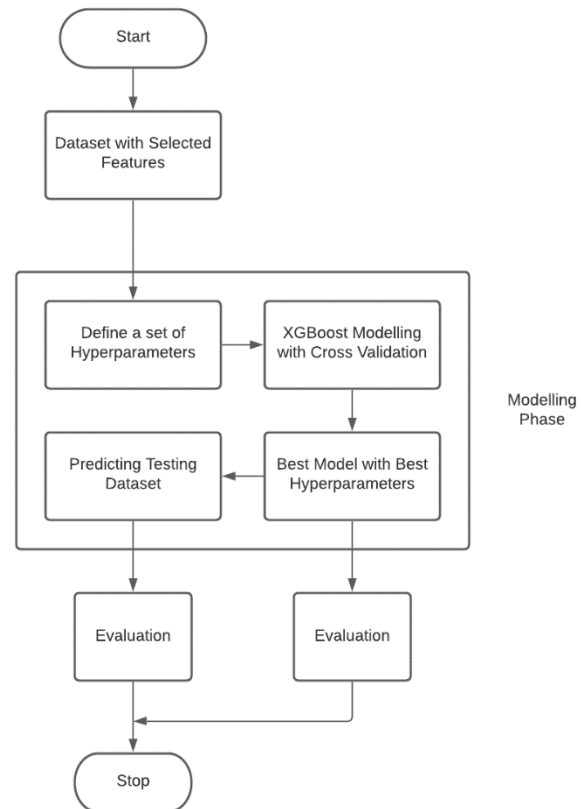 Start
Dataset with Selected
Features
Define a set of
Hyperparameters
XGBoost Modelling
with Cross Validation
Modelling
Phase
Predicting Testing
Dataset
Best Model with Best
Hyperparameters
Evaluation
Evaluation
Stop